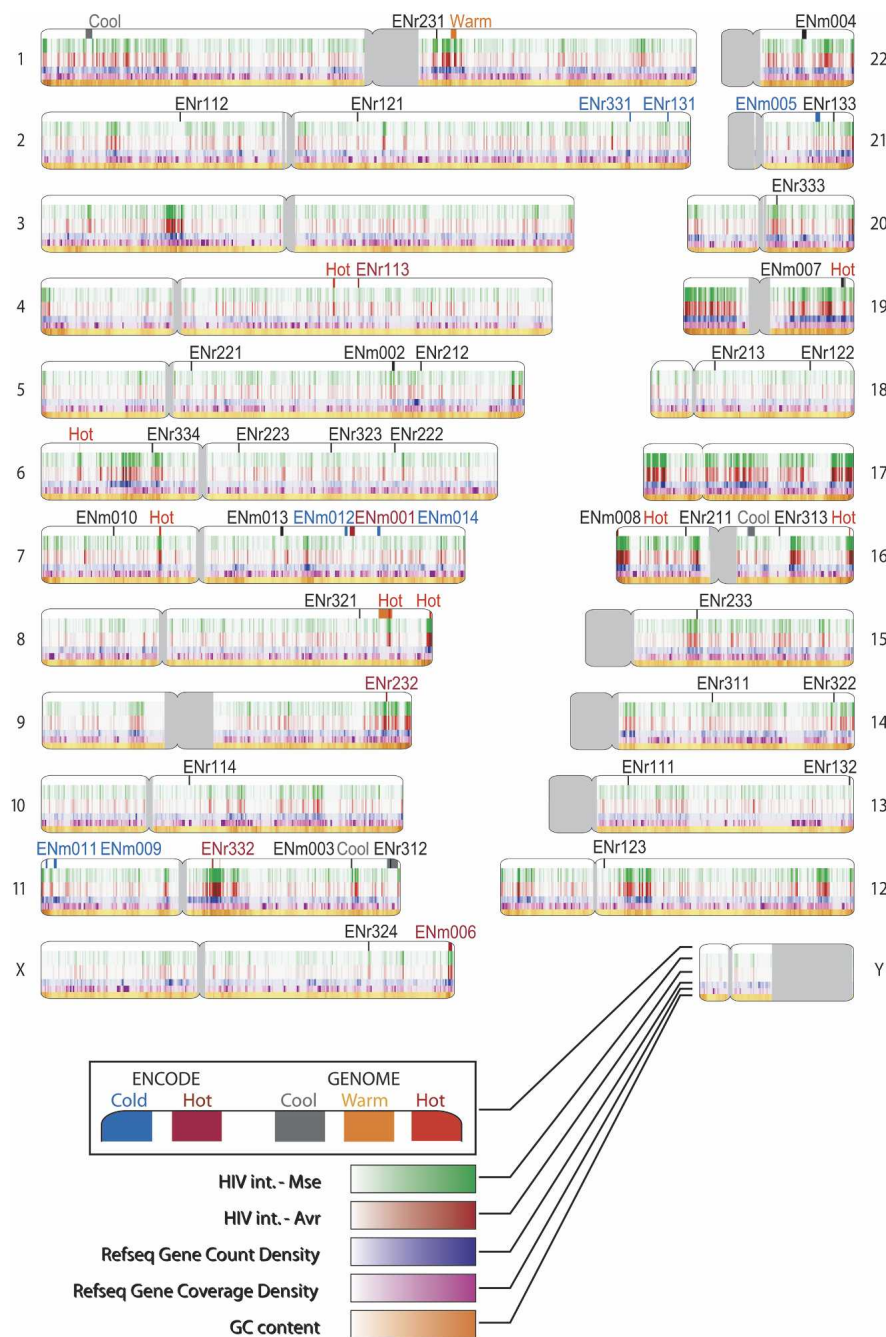 Cool ENr231 Warm ENm004
1 22
ENr112 ENr121 ENr331 ENr131 ENm005 ENr133
2 21
ENr333
3 20
Hot ENr113 ENm007 Hot
4 19
ENr221 ENm002 ENr212 ENr213 ENr122
5 18
Hot ENr334 ENr223 ENr323 ENr222
6 17
ENm010 Hot ENm013 ENm012 ENm001 ENm014 ENm008 Hot ENr211 Cool ENr313 Hot
7 16
ENr321 Hot Hot ENr233
8 15
ENr232 ENr311 ENr322
9 14
ENr114 ENr111 ENr132
10 13
ENm011 ENm009 ENr332 ENm003 Cool ENr312 ENr123
11 12
ENr324 ENm006
X Y
ENCODE GENOME
Cold Hot Cool Warm Hot
HIV int. - Mse
HIV int. - Avr
Refseq Gene Count Density
Refseq Gene Coverage Density
GC content